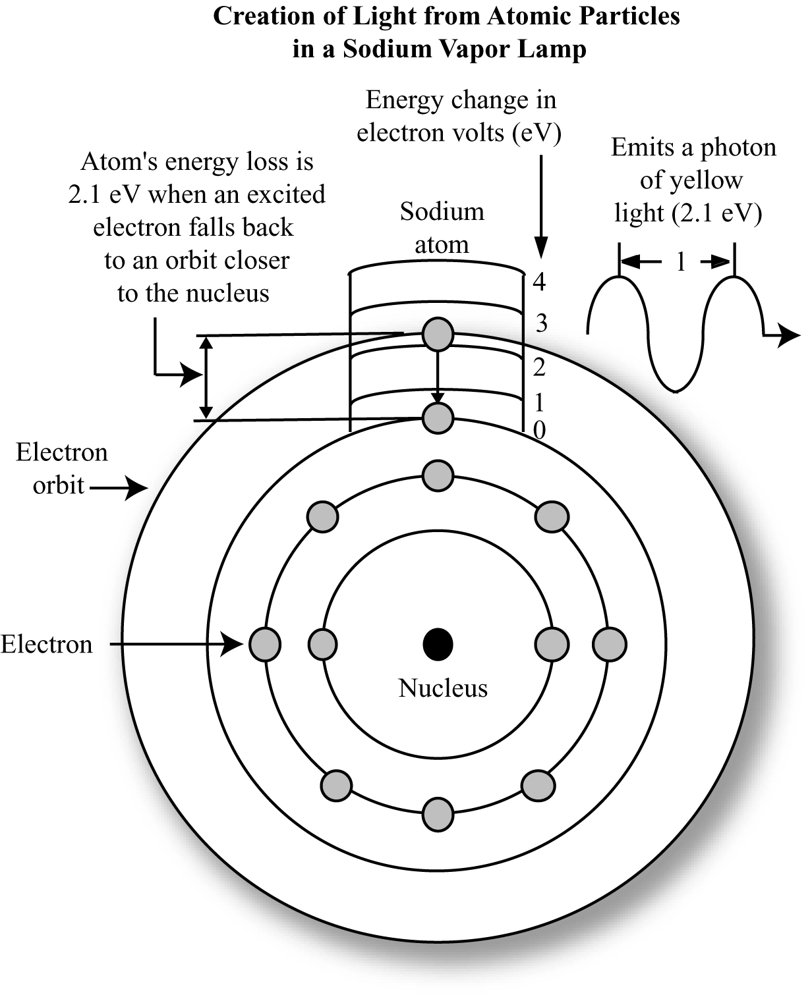 Creation of Light from Atomic Particles
in a Sodium Vapor Lamp
Energy change in
electron volts (eV)
Emits a photon
of yellow
light (2.1 eV)
Atom's energy loss is
2.1 eV when an excited
electron falls back
to an orbit closer
to the nucleus
Sodium
atom
l
4
3
2
1
0
Electron
orbit
Electron
Nucleus